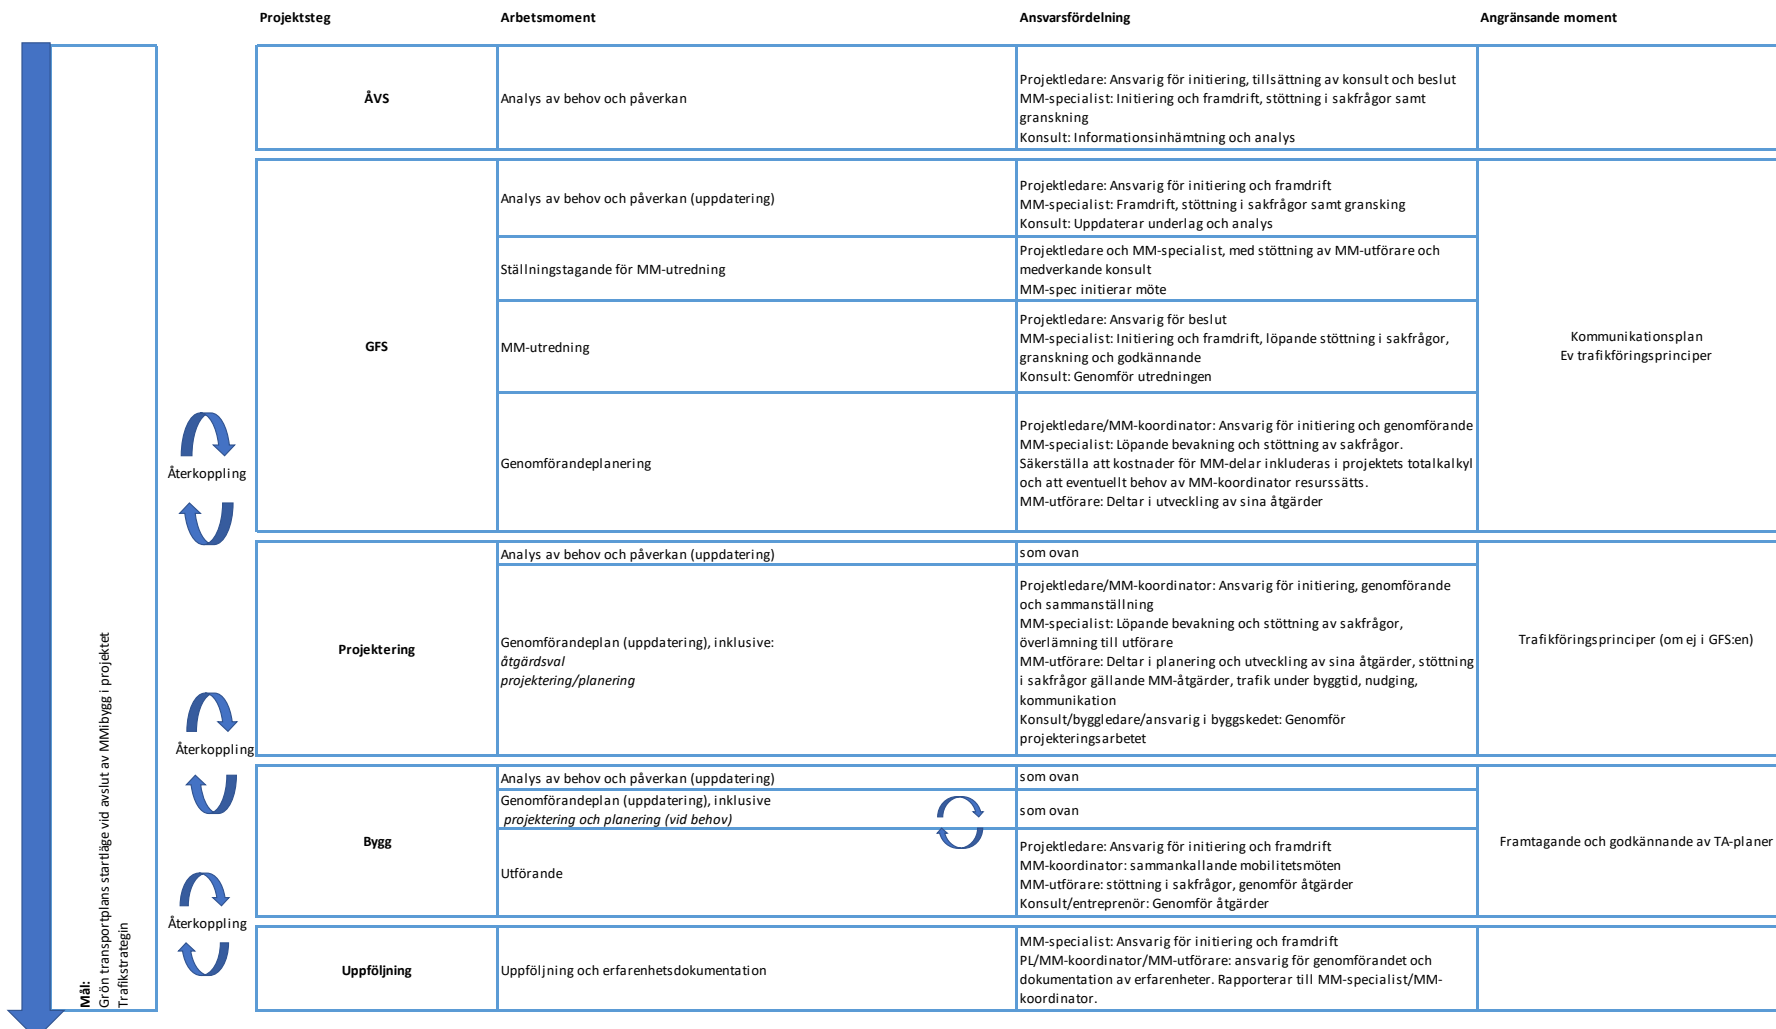 Projektsteg
Arbetsmoment
Ansvarsfördelning
Angränsande moment
ÅVS
Analys av behov och påverkan
Projektledare: Ansvarig för initiering, tillsättning av konsult och beslut
MM-specialist: Initiering och framdrift, stöttning i sakfrågor samt
granskning
Konsult: Informationsinhämtning och analys
GFS
Analys av behov och påverkan (uppdatering)
Projektledare: Ansvarig för initiering och framdrift
MM-specialist: Framdrift, stöttning i sakfrågor samt gransking
Konsult: Uppdaterar underlag och analys
Ställningstagande för MM-utredning
Projektledare och MM-specialist, med stöttning av MM-utförare och
medverkande konsult
MM-spec initierar möte
MM-utredning
Projektledare: Ansvarig för beslut
MM-specialist: Initiering och framdrift, löpande stöttning i sakfrågor,
granskning och godkännande
Konsult: Genomför utredningen
Genomförandeplanering
Projektledare/MM-koordinator: Ansvarig för initiering och genomförande
MM-specialist: Löpande bevakning och stöttning av sakfrågor.
Säkerställa att kostnader för MM-delar inkluderas i projektets totalkalkyl
och att eventuellt behov av MM-koordinator resurssätts.
MM-utförare: Deltar i utveckling av sina åtgärder
Kommunikationsplan
Ev trafikföringsprinciper
Återkoppling
Projektering
Analys av behov och påverkan (uppdatering)
som ovan
Genomförandeplan (uppdatering), inklusive:
åtgärdsval
projektering/planering
Projektledare/MM-koordinator: Ansvarig för initiering, genomförande
och sammanställning
MM-specialist: Löpande bevakning och stöttning av sakfrågor,
överlämning till utförare
MM-utförare: Deltar i planering och utveckling av sina åtgärder, stöttning
i sakfrågor gällande MM-åtgärder, trafik under byggtid, nudging,
kommunikation
Konsult/byggledare/ansvarig i byggskedet: Genomför
projekteringsarbetet
Trafikföringsprinciper (om ej i GFS:en)
Återkoppling
Bygg
Analys av behov och påverkan (uppdatering)
som ovan
Genomförandeplan (uppdatering), inklusive
projektering och planering (vid behov)
som ovan
Utförande
Projektledare: Ansvarig för initiering och framdrift
MM-koordinator: sammankallande mobilitetsmöten
MM-utförare: stöttning i sakfrågor, genomför åtgärder
Konsult/entreprenör: Genomför åtgärder
Framtagande och godkännande av TA-planer
Återkoppling
Uppföljning
Uppföljning och erfarenhetsdokumentation
MM-specialist: Ansvarig för initiering och framdrift
PL/MM-koordinator/MM-utförare: ansvarig för genomförandet och
dokumentation av erfarenheter. Rapporterar till MM-specialist/MM-
koordinator.
Mål:
Grön transportplans startläge vid avslut av MMibygg i projektet
Trafikstrategin